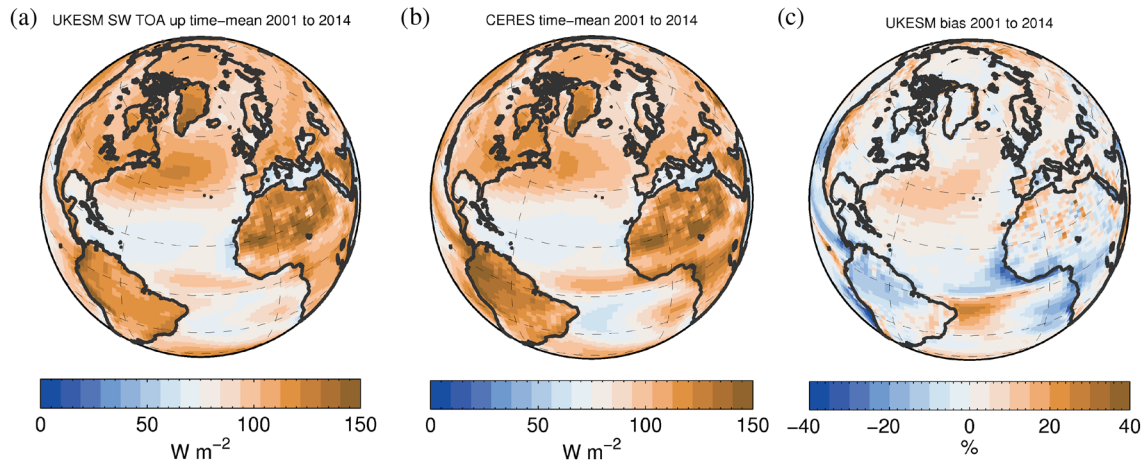 (a) UKESM SW TOA up time−mean 2001 to 2014
(b) CERES time−mean 2001 to 2014
(c) UKESM bias 2001 to 2014
0 50 100 150
W m−2
0 50 100 150
W m−2
−40 −20 0 20 40
%